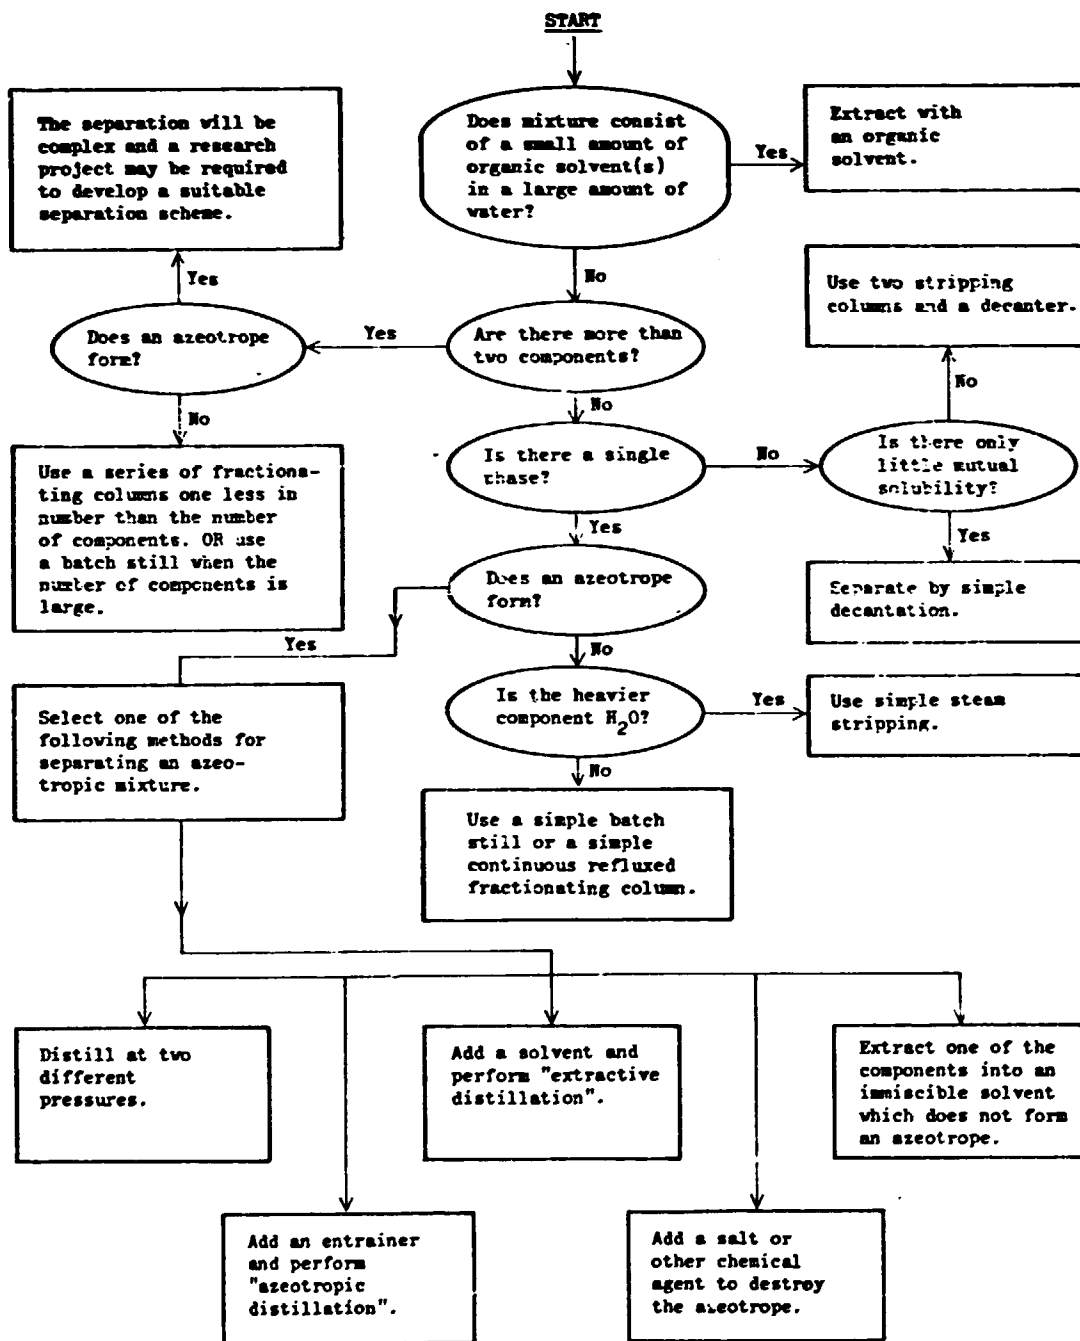 START
Does mixture consist
of a small amount of
organic solvent(s)
in a large amount of
water?
Yes
Extract with
an organic
solvent.
No
Are there more than
two components?
Yes
Does an azeotrope
form?
Yes
The separation will be
complex and a research
project may be required
to develop a suitable
separation scheme.
No
Use a series of fractiona-
ting columns one less in
number than the number
of components. OR use
a batch still when the
number of components is
large.
No
Is there a single
phase?
No
Is there only
little mutual
solubility?
No
Use two stripping
columns and a decanter.
Yes
Separate by simple
decantation.
Yes
Does an azeotrope
form?
Yes
Select one of the
following methods for
separating an azeo-
tropic mixture.
No
Is the heavier
component H2O?
Yes
Use simple steam
stripping.
No
Use a simple batch
still or a simple
continuous refluxed
fractionating column.
Distill at two
different
pressures.
Add a solvent and
perform "extractive
distillation".
Extract one of the
components into an
immiscible solvent
which does not form
an azeotrope.
Add an entrainer
and perform
"azeotropic
distillation".
Add a salt or
other chemical
agent to destroy
the azeotrope.